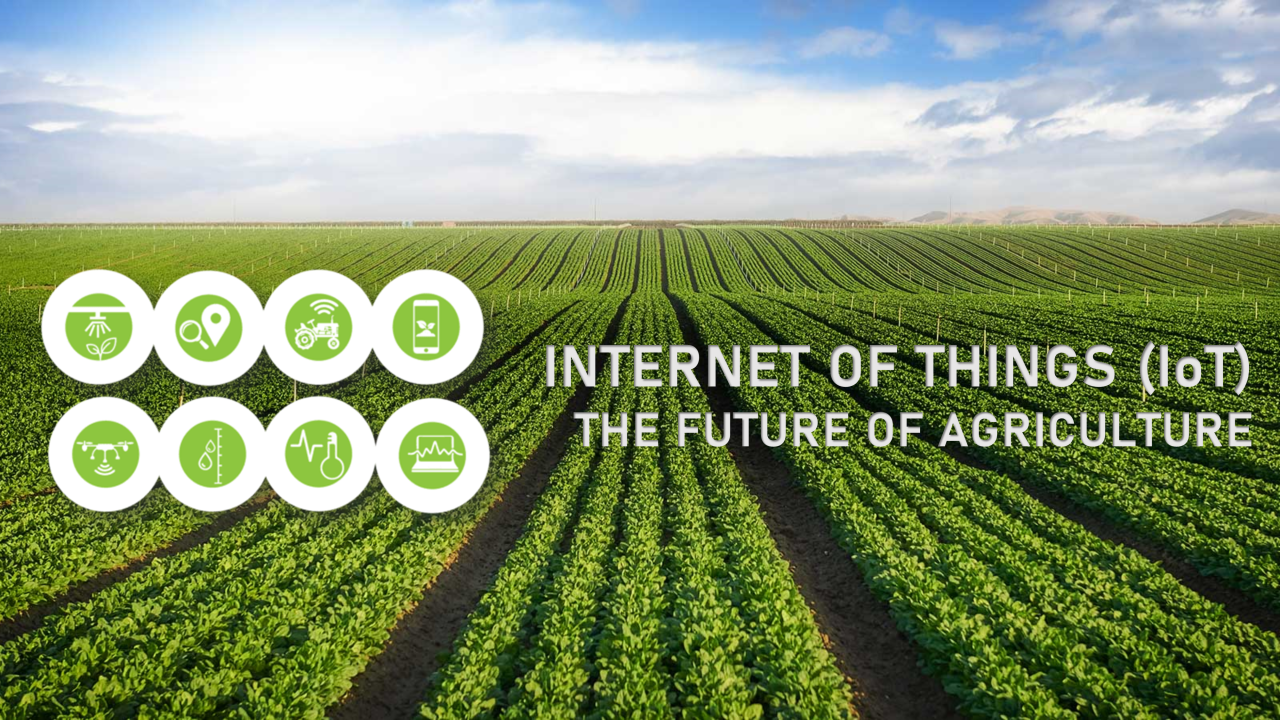 INTERNET OF THINGS (IoT)
THE FUTURE OF AGRICULTURE